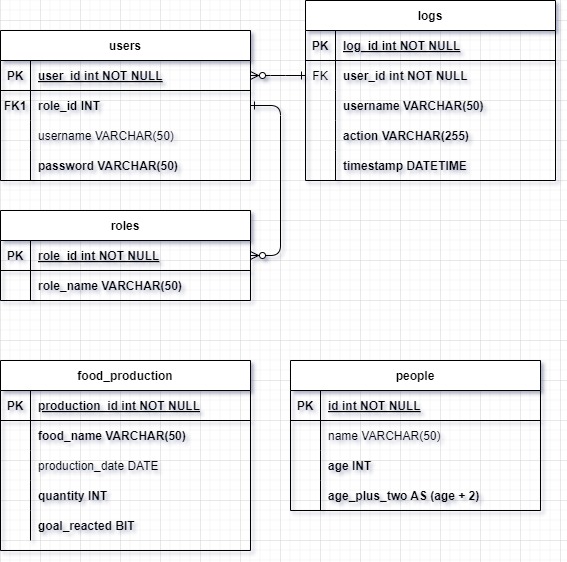 logs
PK log_id int NOT NULL
FK user_id int NOT NULL
username VARCHAR(50)
action VARCHAR(255)
timestamp DATETIME
users
PK user_id int NOT NULL
FK1 role_id INT
username VARCHAR(50)
password VARCHAR(50)
roles
PK role_id int NOT NULL
role_name VARCHAR(50)
food_production
PK production_id int NOT NULL
food_name VARCHAR(50)
production_date DATE
quantity INT
goal_reacted BIT
people
PK id int NOT NULL
name VARCHAR(50)
age INT
age_plus_two AS (age + 2)